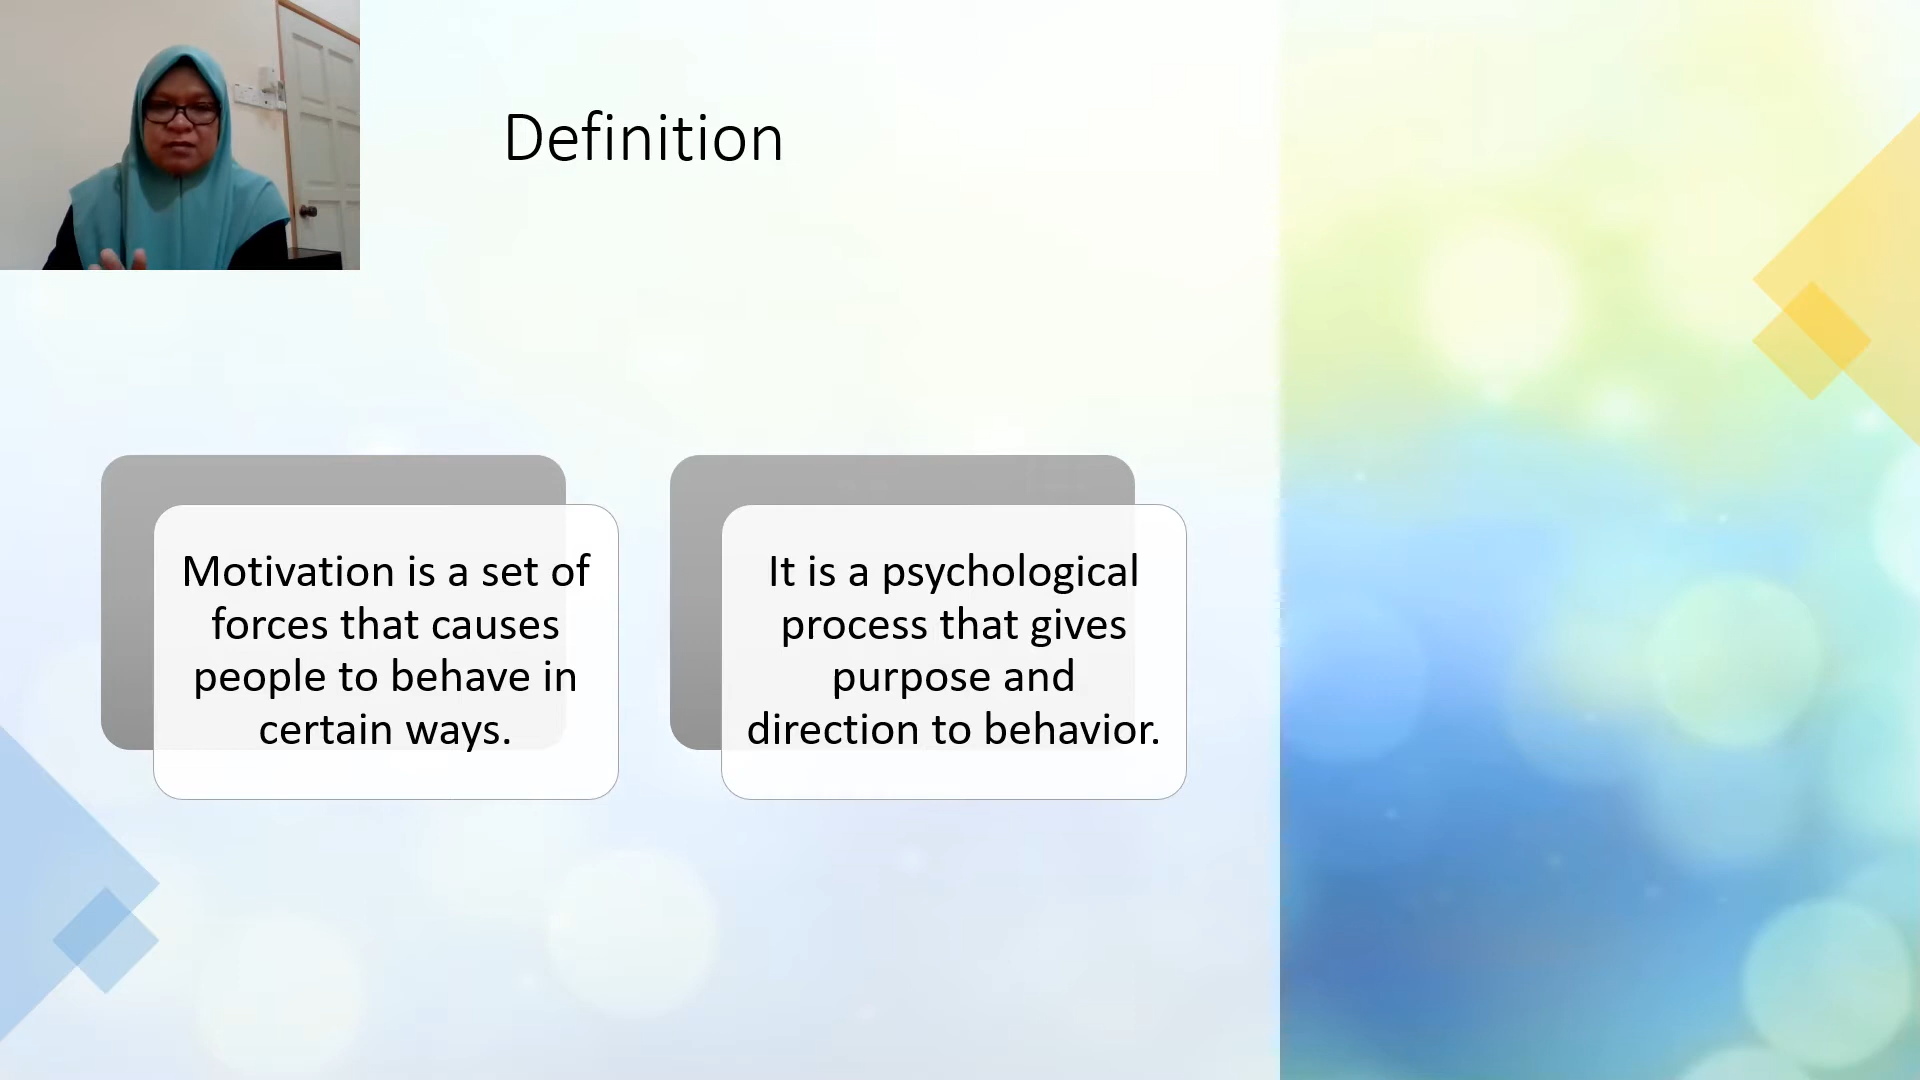 Definition
Motivation is a set of
forces that causes
people to behave in
certain ways.
It is a psychological
process that gives
purpose and
direction to behavior.